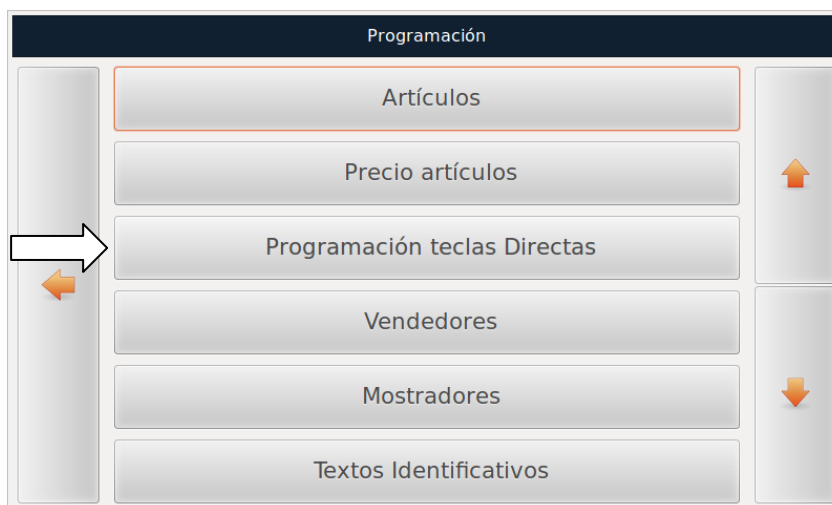 Programación
Artículos
Precio artículos
Programación teclas Directas
Vendedores
Mostradores
Textos Identificativos